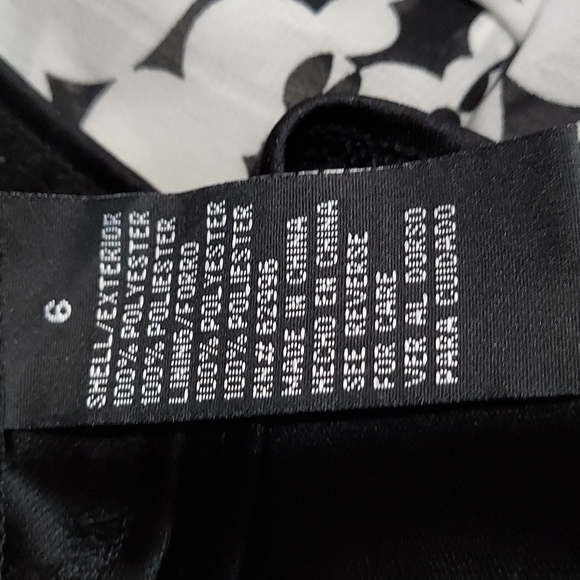 6
SHELL/EXTERIOR
100% POLYESTER
100% POLIESTER
LINING/FORRO
100% POLYESTER
100% POLIESTER
RN#
MADE IN CHINA
HECHO EN CHINA
SEE REVERSE
FOR CARE
VER AL DORSO
PARA CUIDADO